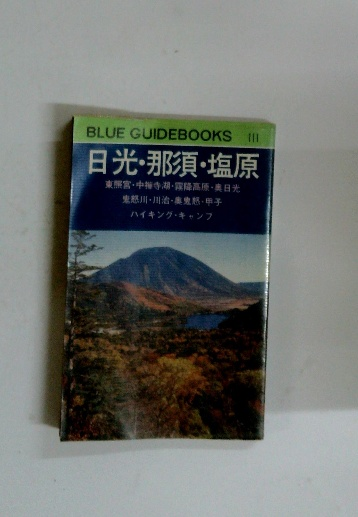 BLUE GUIDEBOOKS 111
日光・那須・塩原
東照宮・中禅寺湖・霧降高原・奥日光
鬼怒川・川治・奥鬼怒・甲子
ハイキング・キャンプ